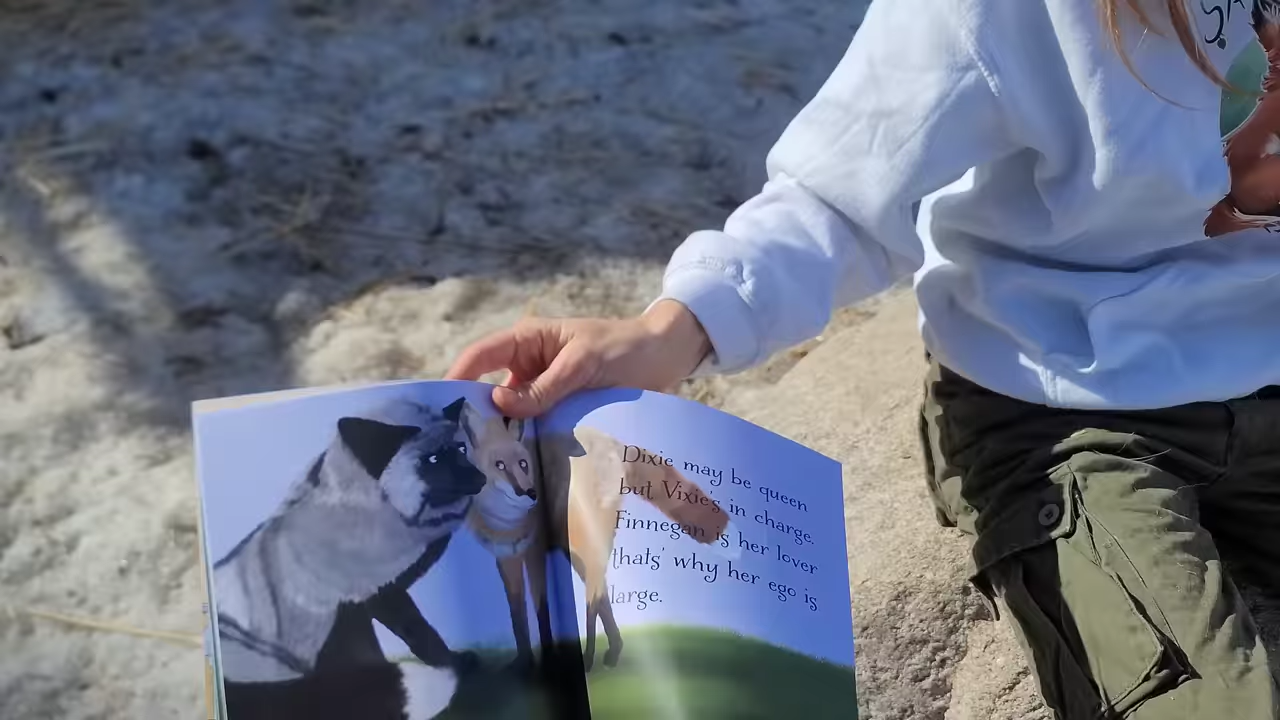 Dixie may be queen
but Vixie's in charge.
Finnegan is her lover
thats' why her ego is
large.